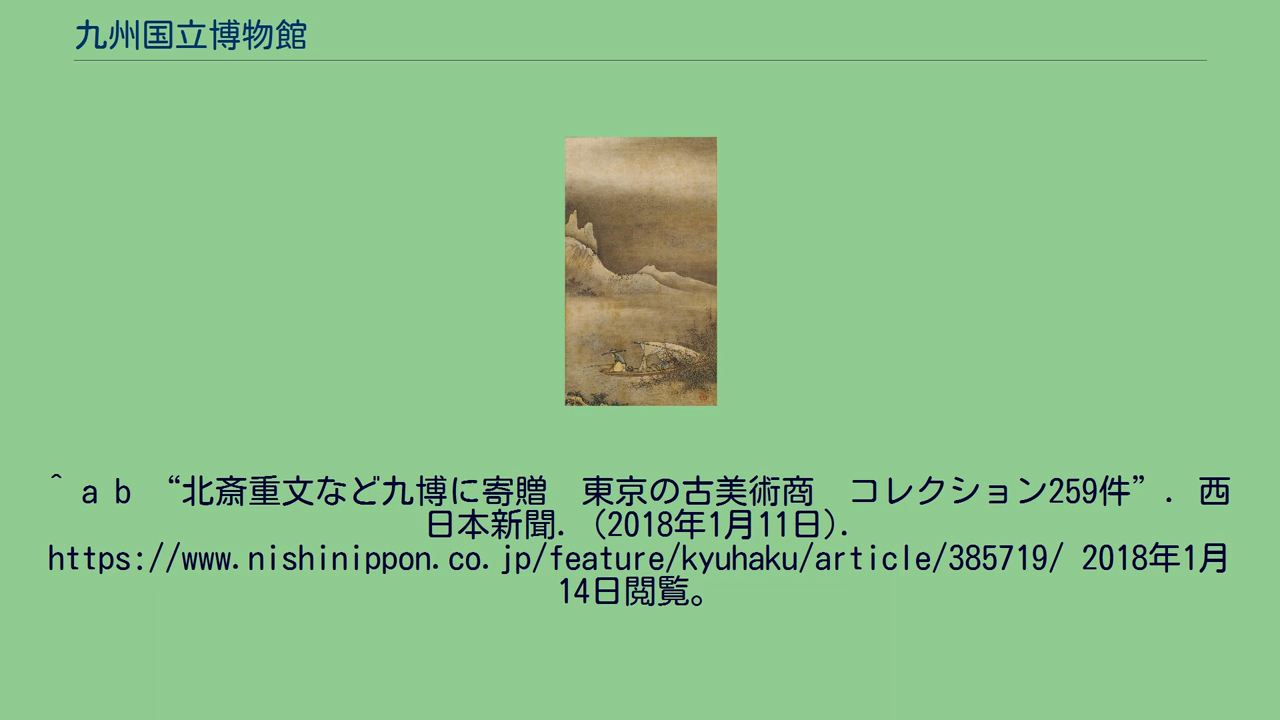 九州国立博物館
^ a b “北斎重文など九博に寄贈　東京の古美術商　コレクション259件”. 西
日本新聞. (2018年1月11日).
https://www.nishinippon.co.jp/feature/kyuhaku/article/385719/ 2018年1月
14日閲覧。